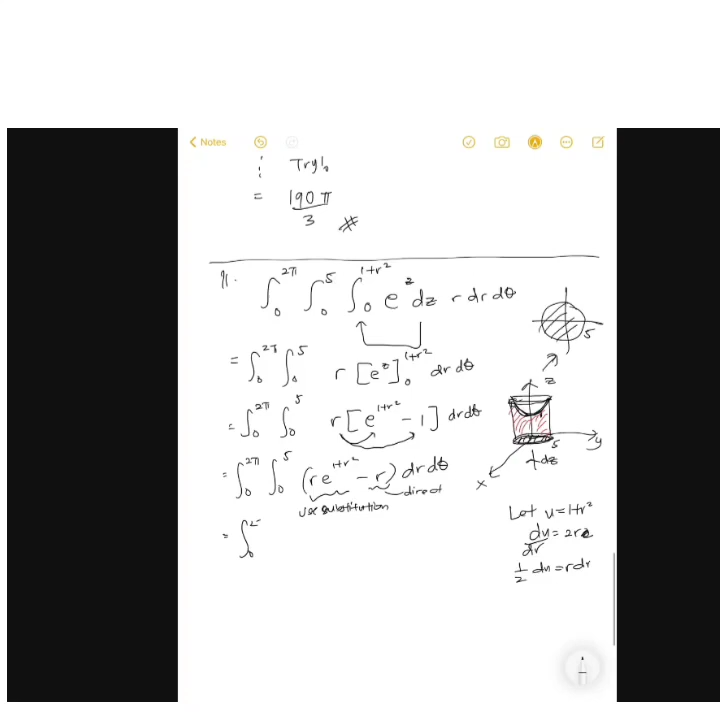 Notes
⋮ Try!
= 190π/3 #
11. ∫₀^2π ∫₀^5 ∫₀^1+r² e^z dz r dr dθ
5
= ∫₀^2π ∫₀^5 r [e^z]₀^1+r² dr dθ
z
= ∫₀^2π ∫₀^5 r[e^1+r² - 1] dr dθ
5 y
dz
x
= ∫₀^2π ∫₀^5 (re^1+r² - r) dr dθ
direct
use substitution
Let u = 1+r²
du/dr = 2r
½ du = r dr
= ∫₀